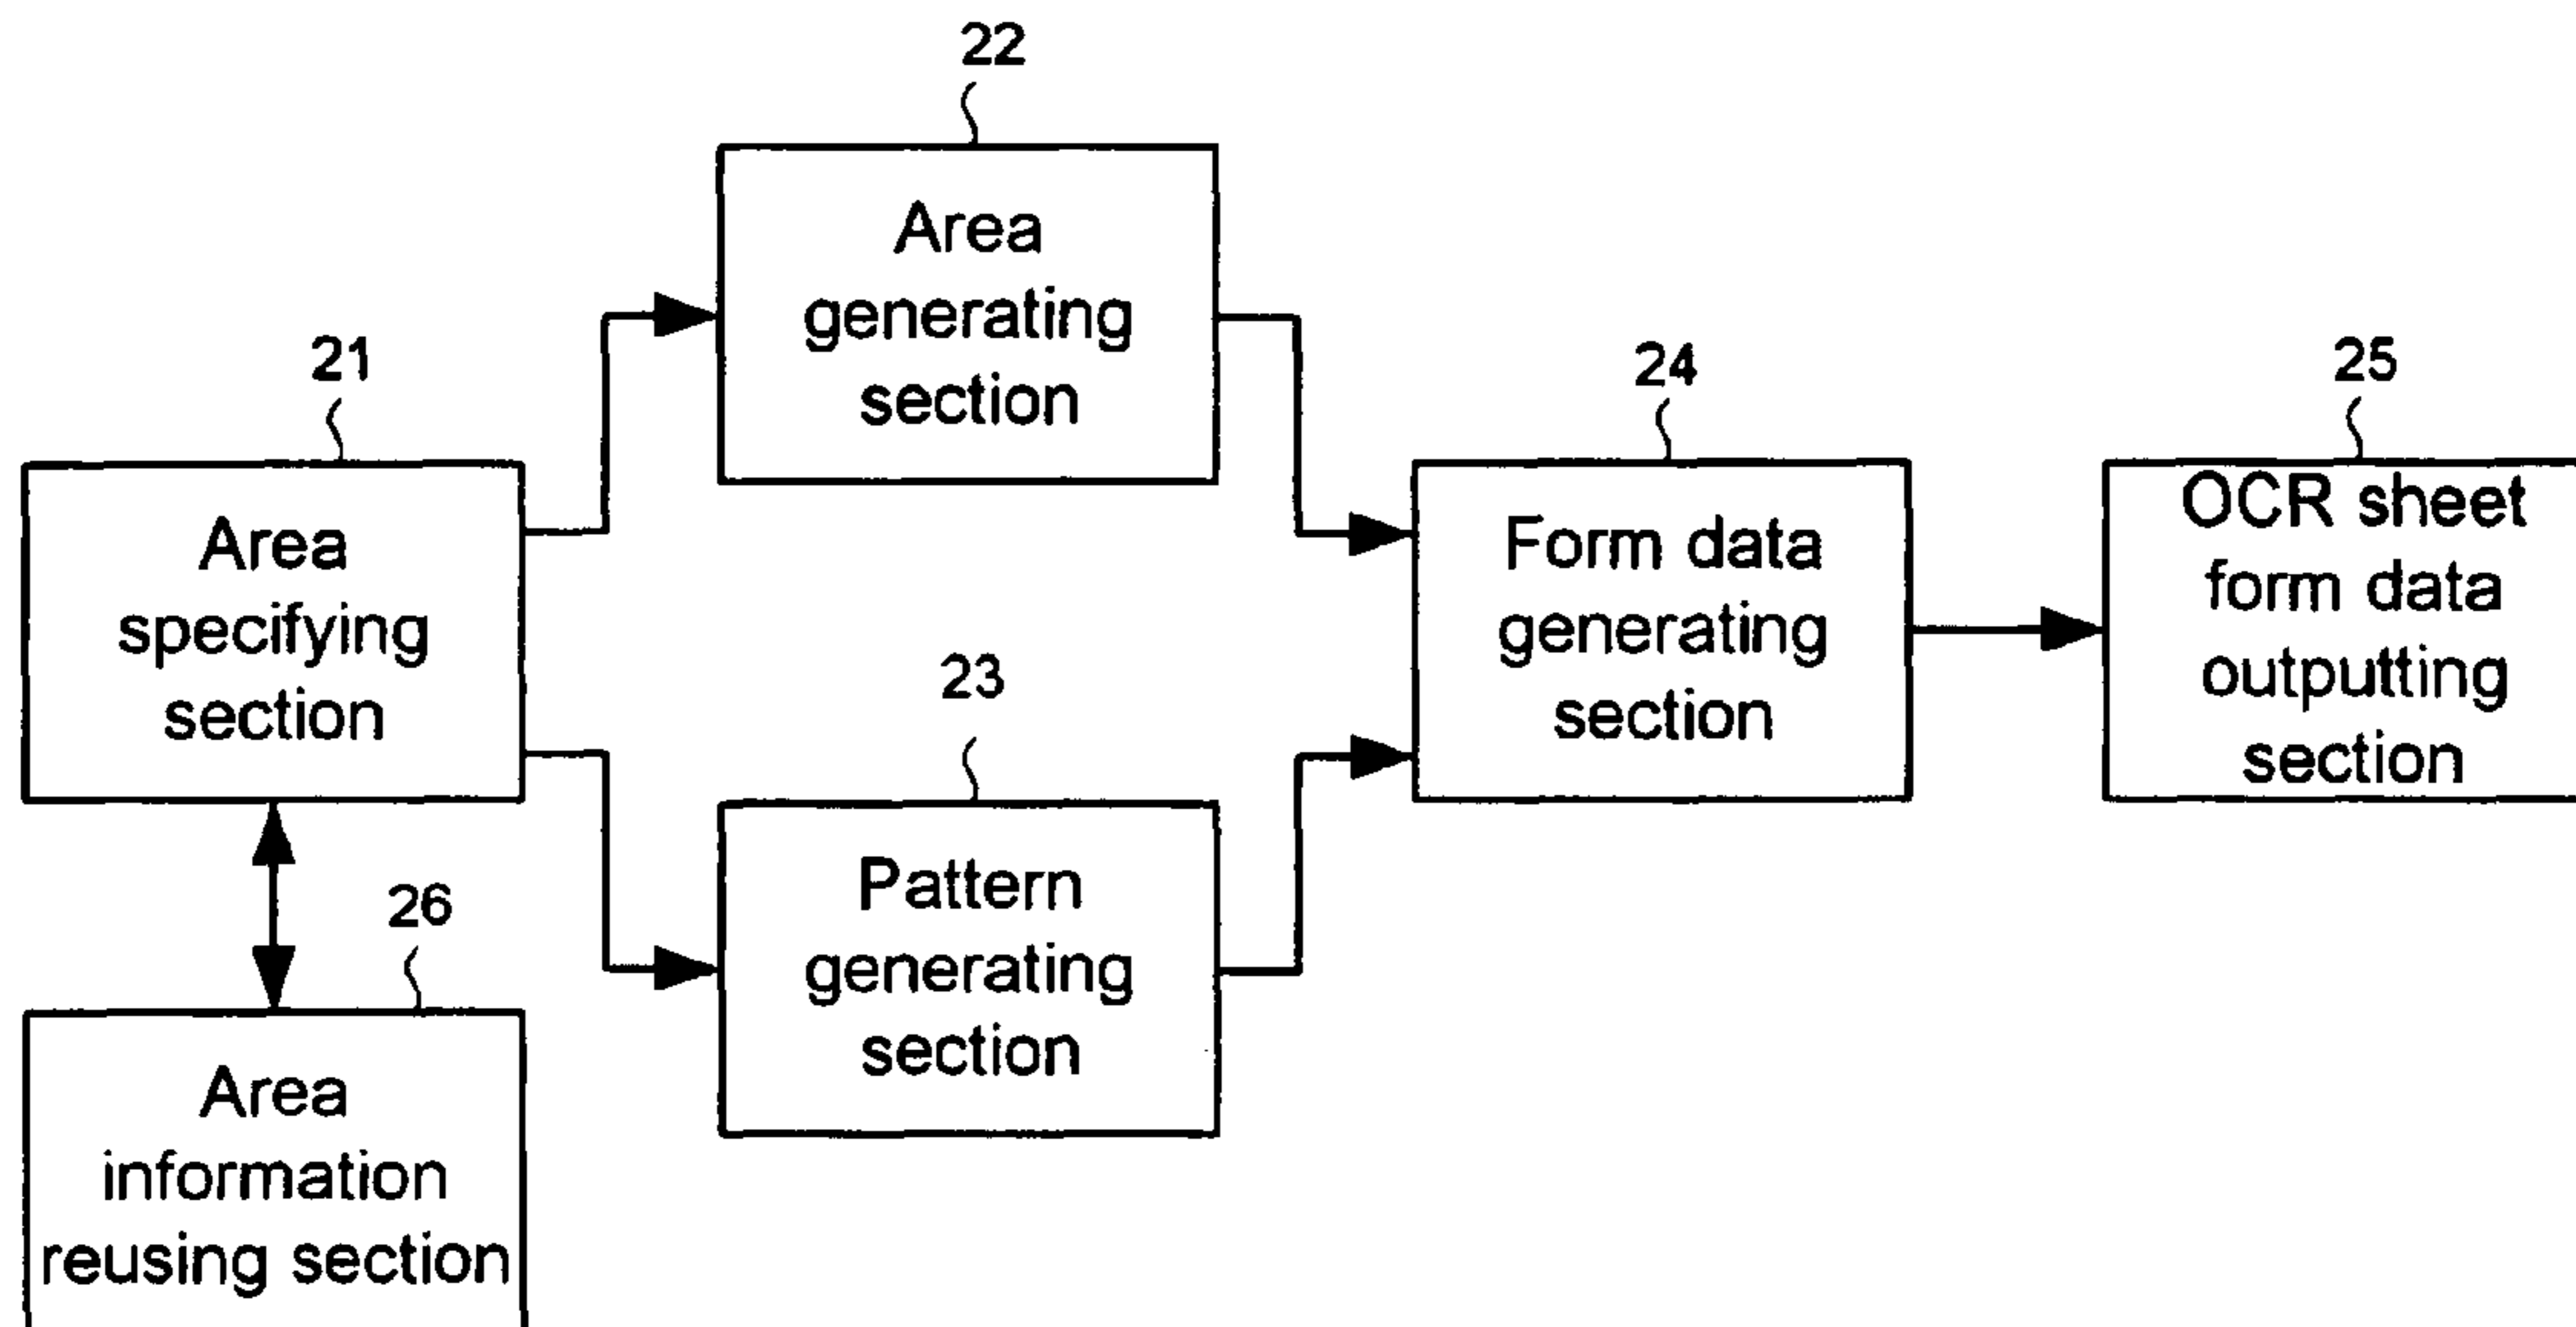 22
Area
generating
section
21
Area
specifying
section
24
Form data
generating
section
25
OCR sheet
form data
outputting
section
23
Pattern
generating
section
26
Area
information
reusing section